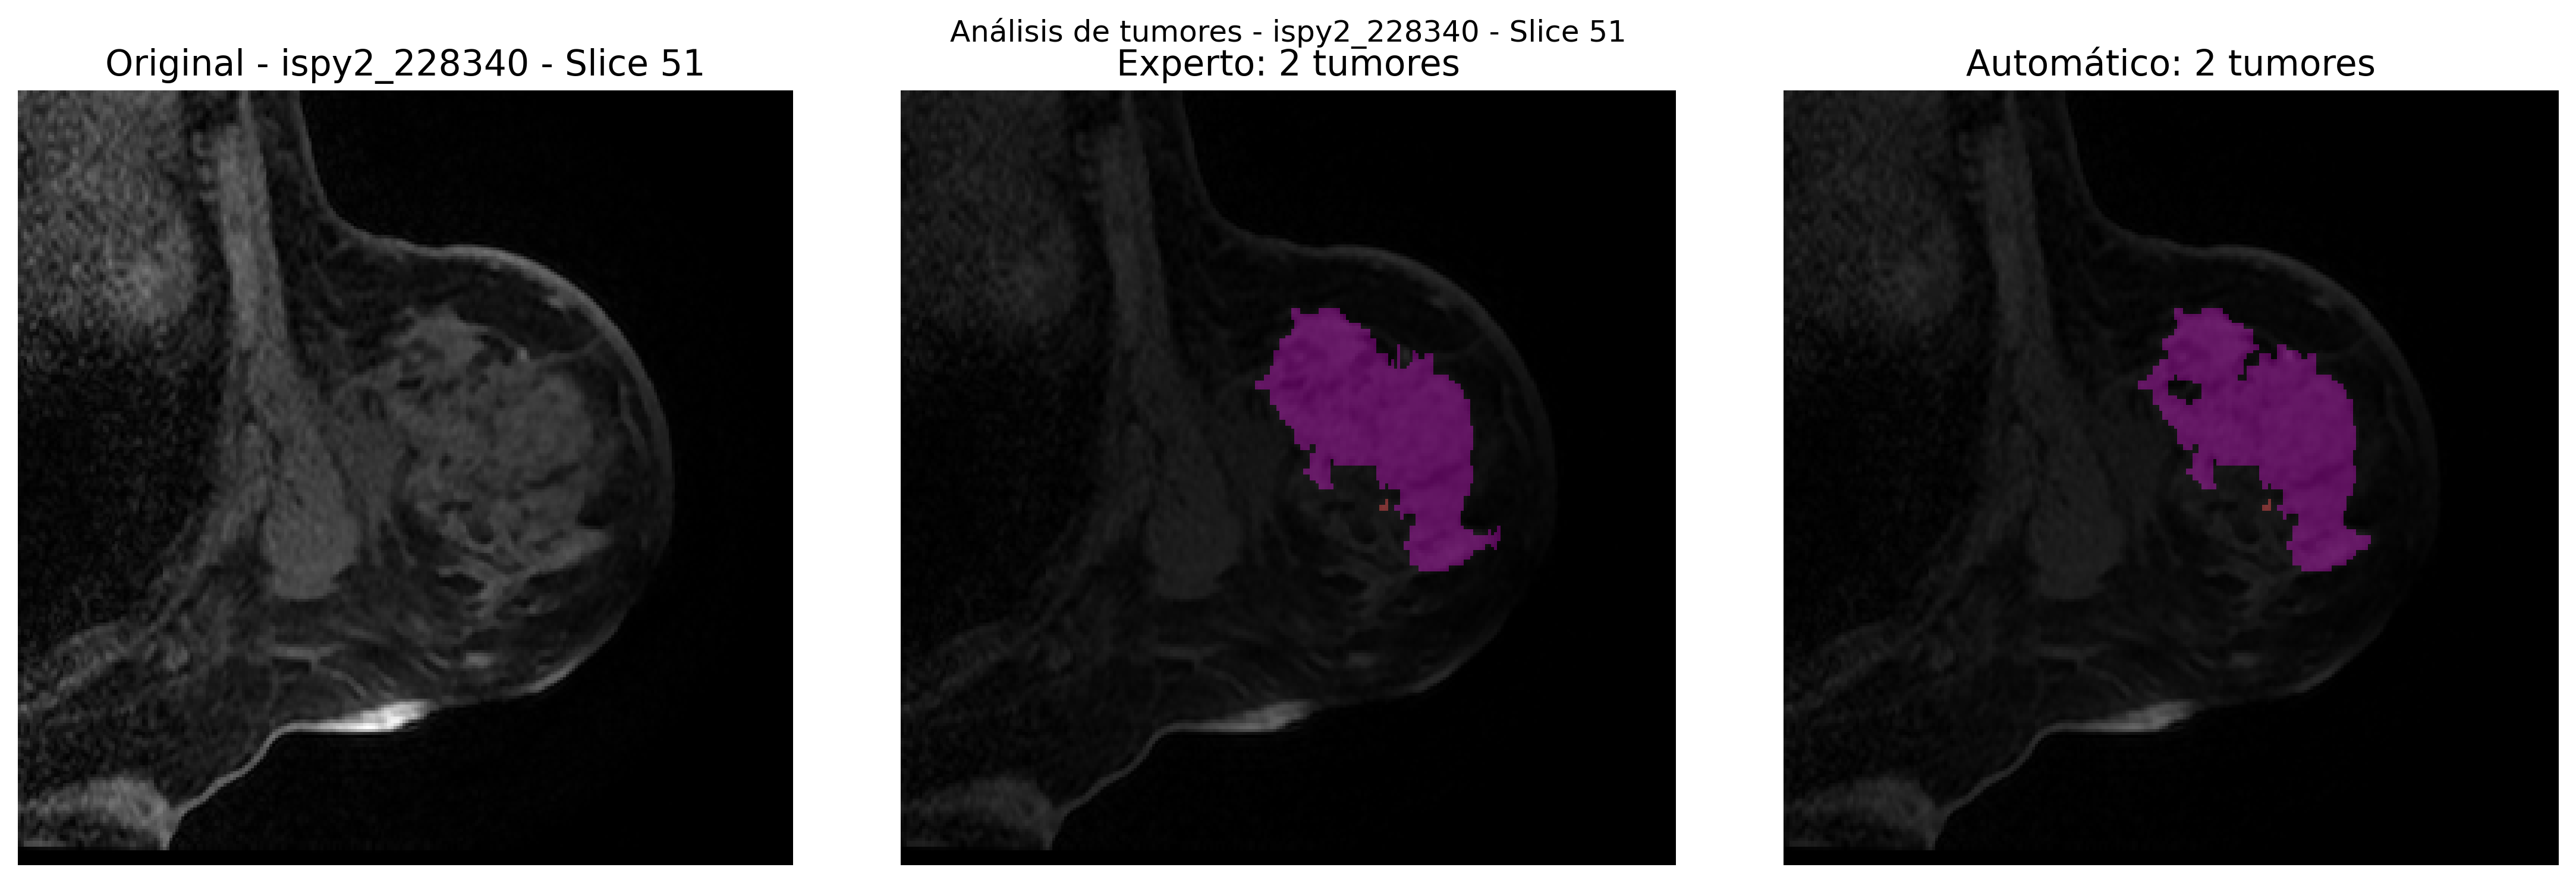 Análisis de tumores - ispy2_228340 - Slice 51
Original - ispy2_228340 - Slice 51
Experto: 2 tumores
Automático: 2 tumores